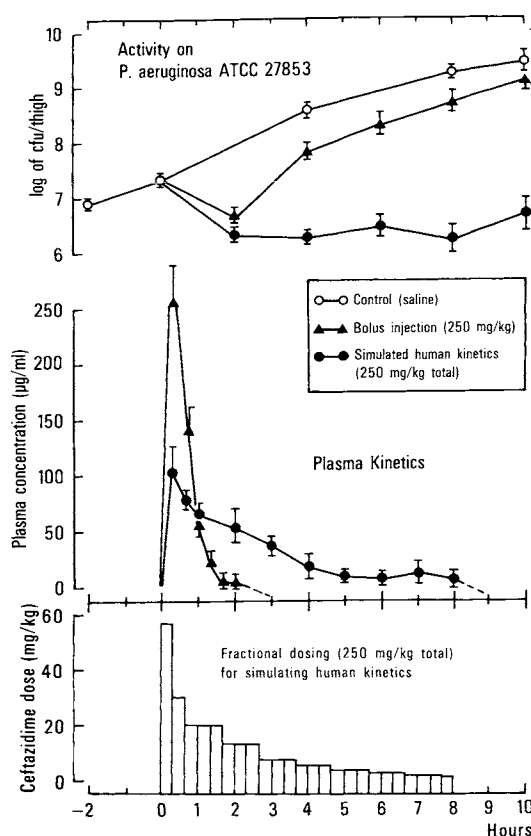 Activity on
P. aeruginosa ATCC 27853
log of cfu/thigh
10
9
8
7
6
Control (saline)
Bolus injection (250 mg/kg)
Simulated human kinetics
(250 mg/kg total)
Plasma concentration (µg/ml)
250
200
150
100
50
0
Plasma Kinetics
Ceftazidime dose (mg/kg)
60
40
20
0
Fractional dosing (250 mg/kg total)
for simulating human kinetics
-2 0 1 2 3 4 5 6 7 8 9 10
Hours